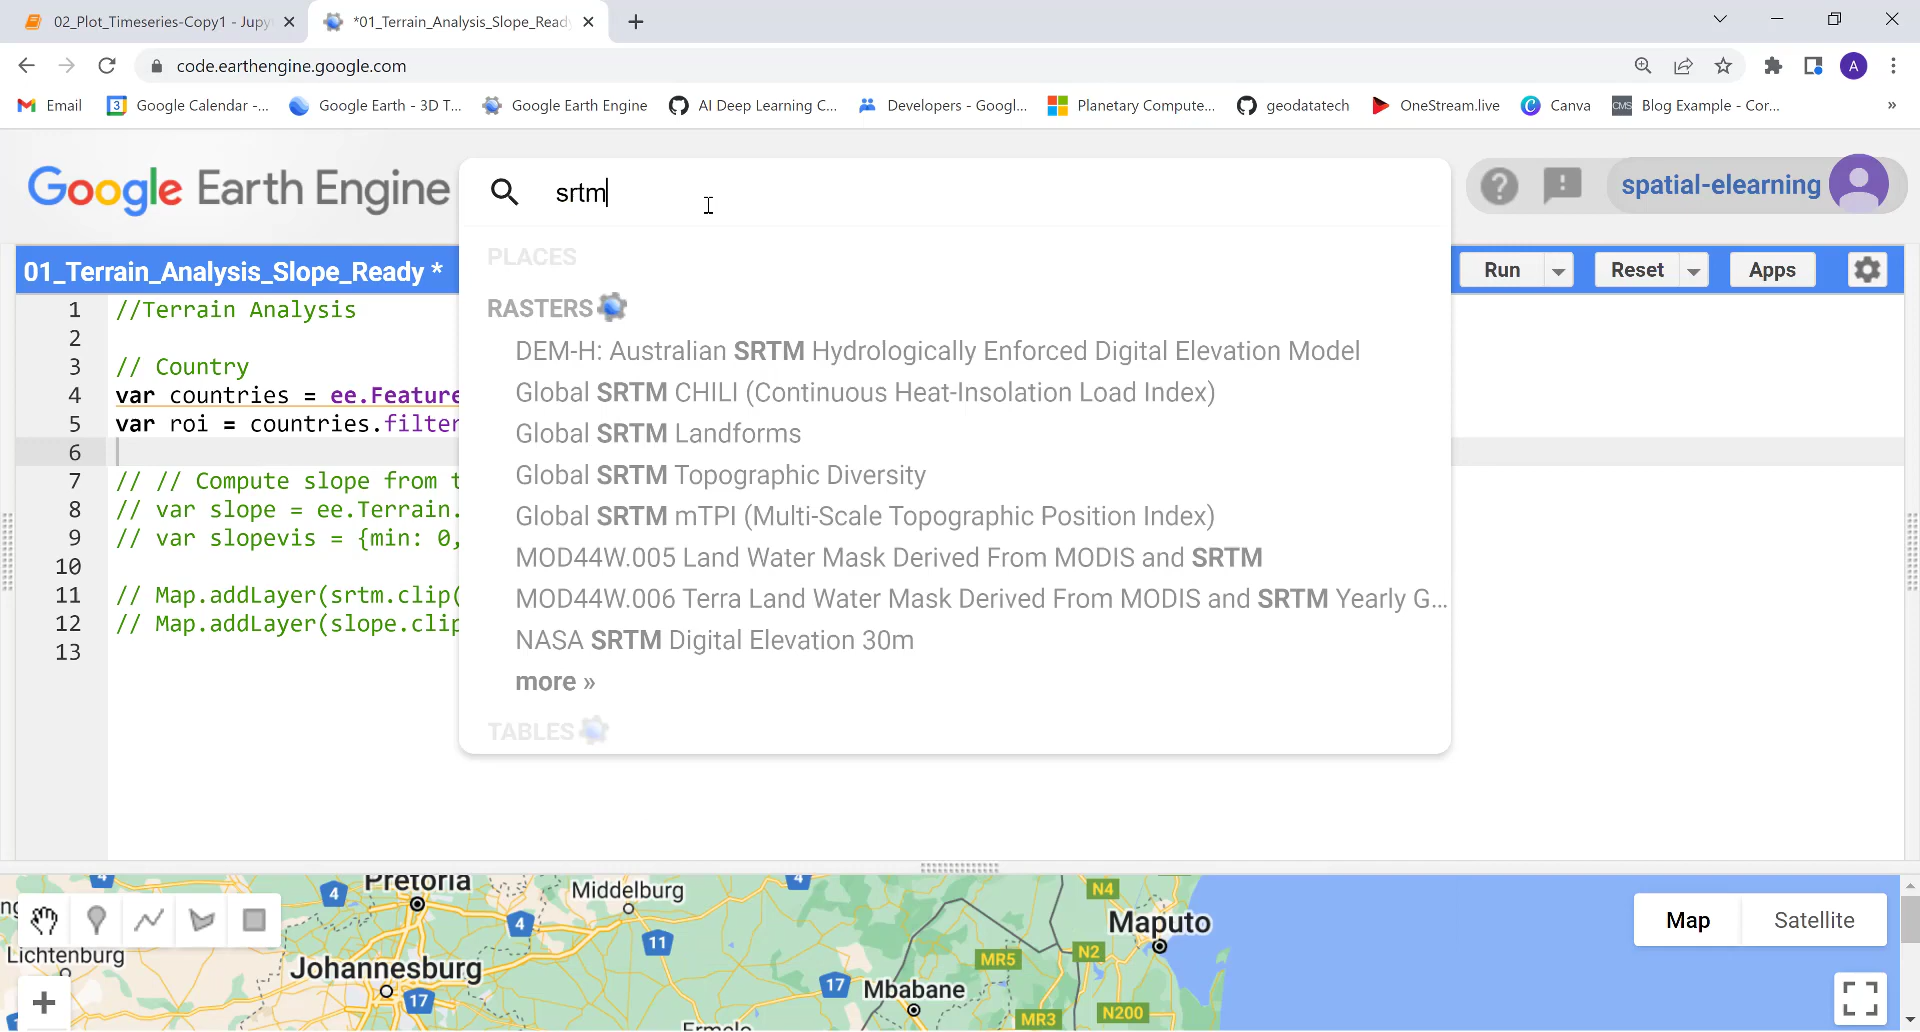 02_Plot_Timeseries-Copy1 - Jupy
*01_Terrain_Analysis_Slope_Read
code.earthengine.google.com
A
Email
3
Google Calendar -...
Google Earth - 3D T...
Google Earth Engine
AI Deep Learning C...
Developers - Googl...
Planetary Compute...
geodatatech
OneStream.live
Canva
CMS
Blog Example - Cor...
»
Google Earth Engine
srtm
spatial-elearning
01_Terrain_Analysis_Slope_Ready *
Run
Reset
Apps
PLACES
RASTERS
DEM-H: Australian SRTM Hydrologically Enforced Digital Elevation Model
Global SRTM CHILI (Continuous Heat-Insolation Load Index)
Global SRTM Landforms
Global SRTM Topographic Diversity
Global SRTM mTPI (Multi-Scale Topographic Position Index)
MOD44W.005 Land Water Mask Derived From MODIS and SRTM
MOD44W.006 Terra Land Water Mask Derived From MODIS and SRTM Yearly G...
NASA SRTM Digital Elevation 30m
more »
TABLES
1 //Terrain Analysis
2
3 // Country
4 var countries = ee.Feature
5 var roi = countries.filter
6
7 // // Compute slope from t
8 // var slope = ee.Terrain.
9 // var slopevis = {min: 0,
10
11 // Map.addLayer(srtm.clip(
12 // Map.addLayer(slope.clip
13
Pretoria
Middelburg
4
4
4
N4
Maputo
Map
Satellite
Lichtenburg
11
N2
MR5
Johannesburg
17
17
Mbabane
N200
MR3
Ermelo